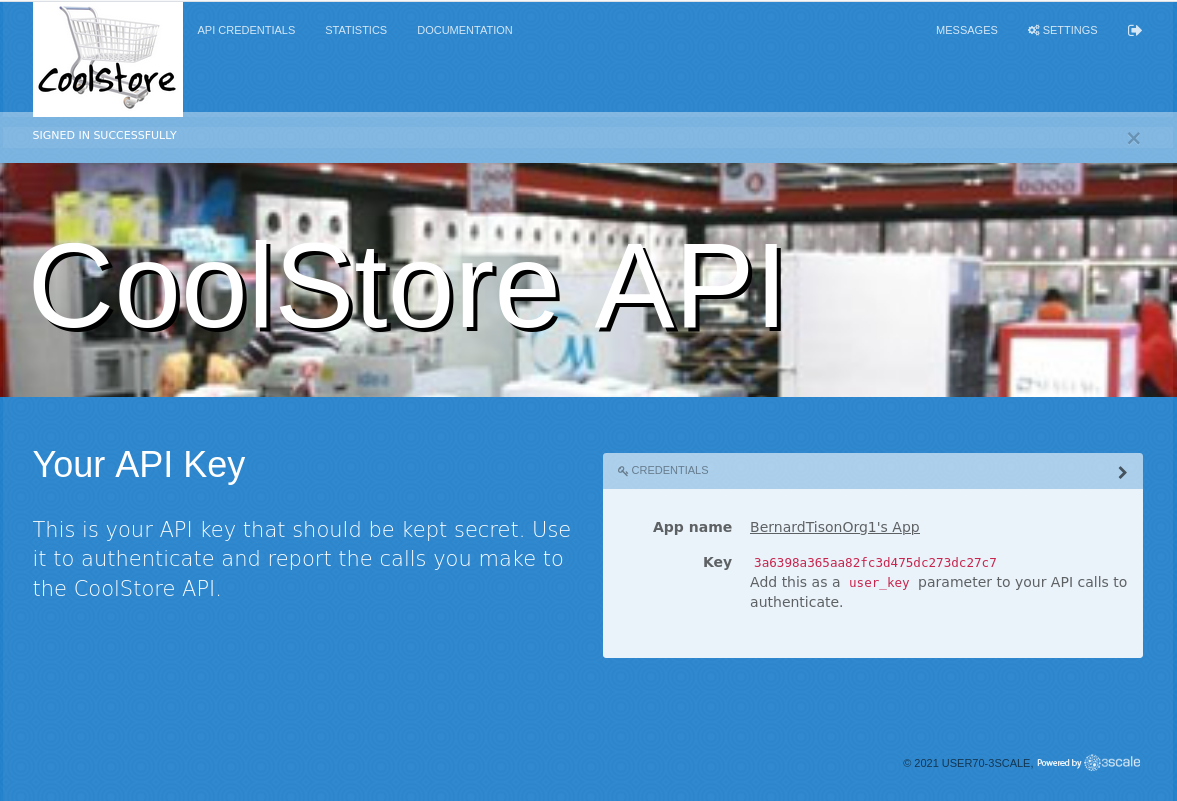 CoolStore
API CREDENTIALS STATISTICS DOCUMENTATION MESSAGES SETTINGS
SIGNED IN SUCCESSFULLY
CoolStore API
idea
Your API Key
This is your API key that should be kept secret. Use
it to authenticate and report the calls you make to
the CoolStore API.
CREDENTIALS
App name BernardTisonOrg1's App
Key 3a6398a365aa82fc3d475dc273dc27c7
Add this as a user_key parameter to your API calls to
authenticate.
© 2021 USER70-3SCALE, Powered by 3scale